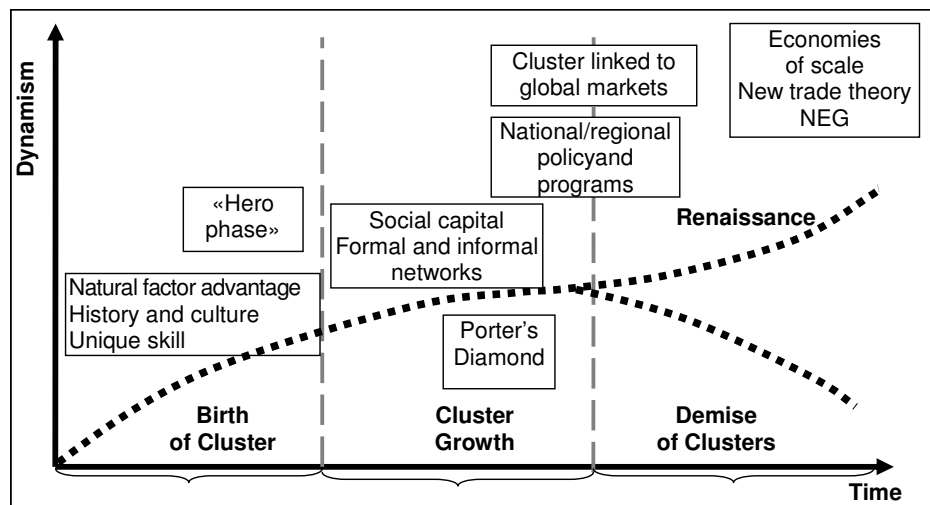 Dynamism
Cluster linked to
global markets
Economies
of scale
New trade theory
NEG
National/regional
policyand
programs
«Hero
phase»
Social capital
Formal and informal
networks
Renaissance
Natural factor advantage
History and culture
Unique skill
Porter's
Diamond
Birth
of Cluster
Cluster
Growth
Demise
of Clusters
Time